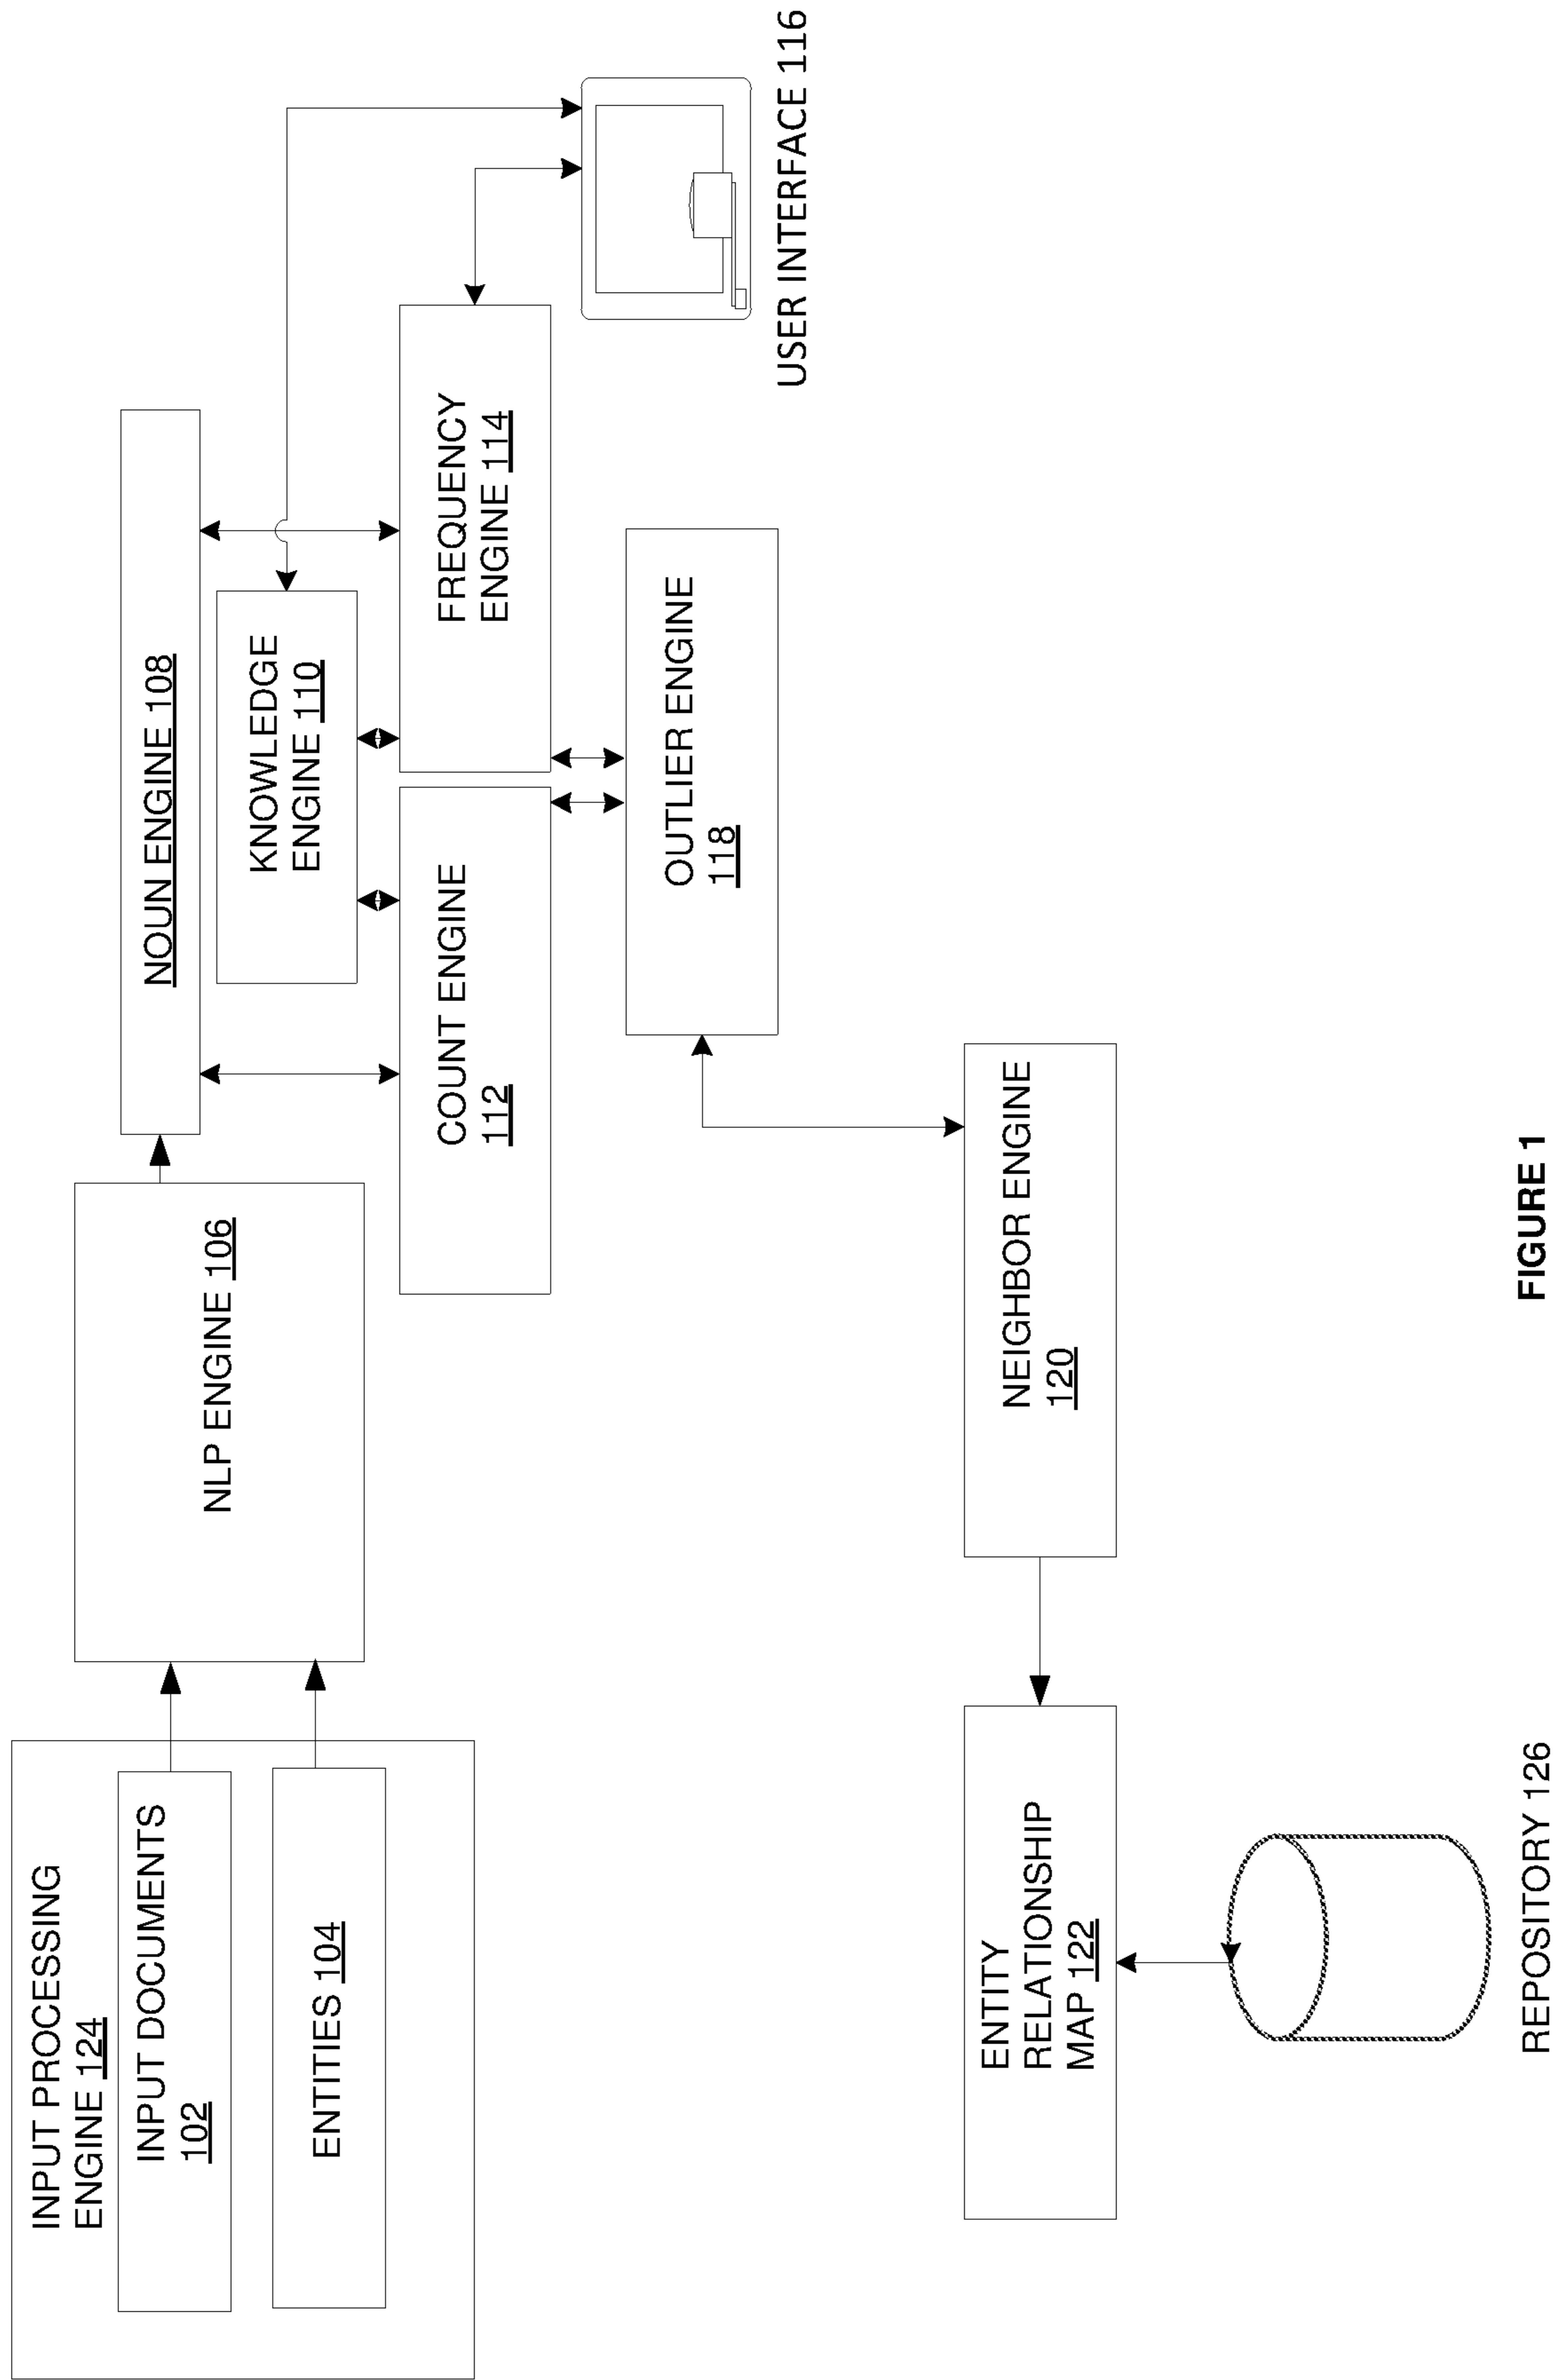 INPUT PROCESSING
ENGINE 124
INPUT DOCUMENTS
102
ENTITIES 104
NLP ENGINE 106
NOUN ENGINE 108
KNOWLEDGE
ENGINE 110
COUNT ENGINE
112
FREQUENCY
ENGINE 114
USER INTERFACE 116
OUTLIER ENGINE
118
NEIGHBOR ENGINE
120
ENTITY
RELATIONSHIP
MAP 122
REPOSITORY 126
FIGURE 1